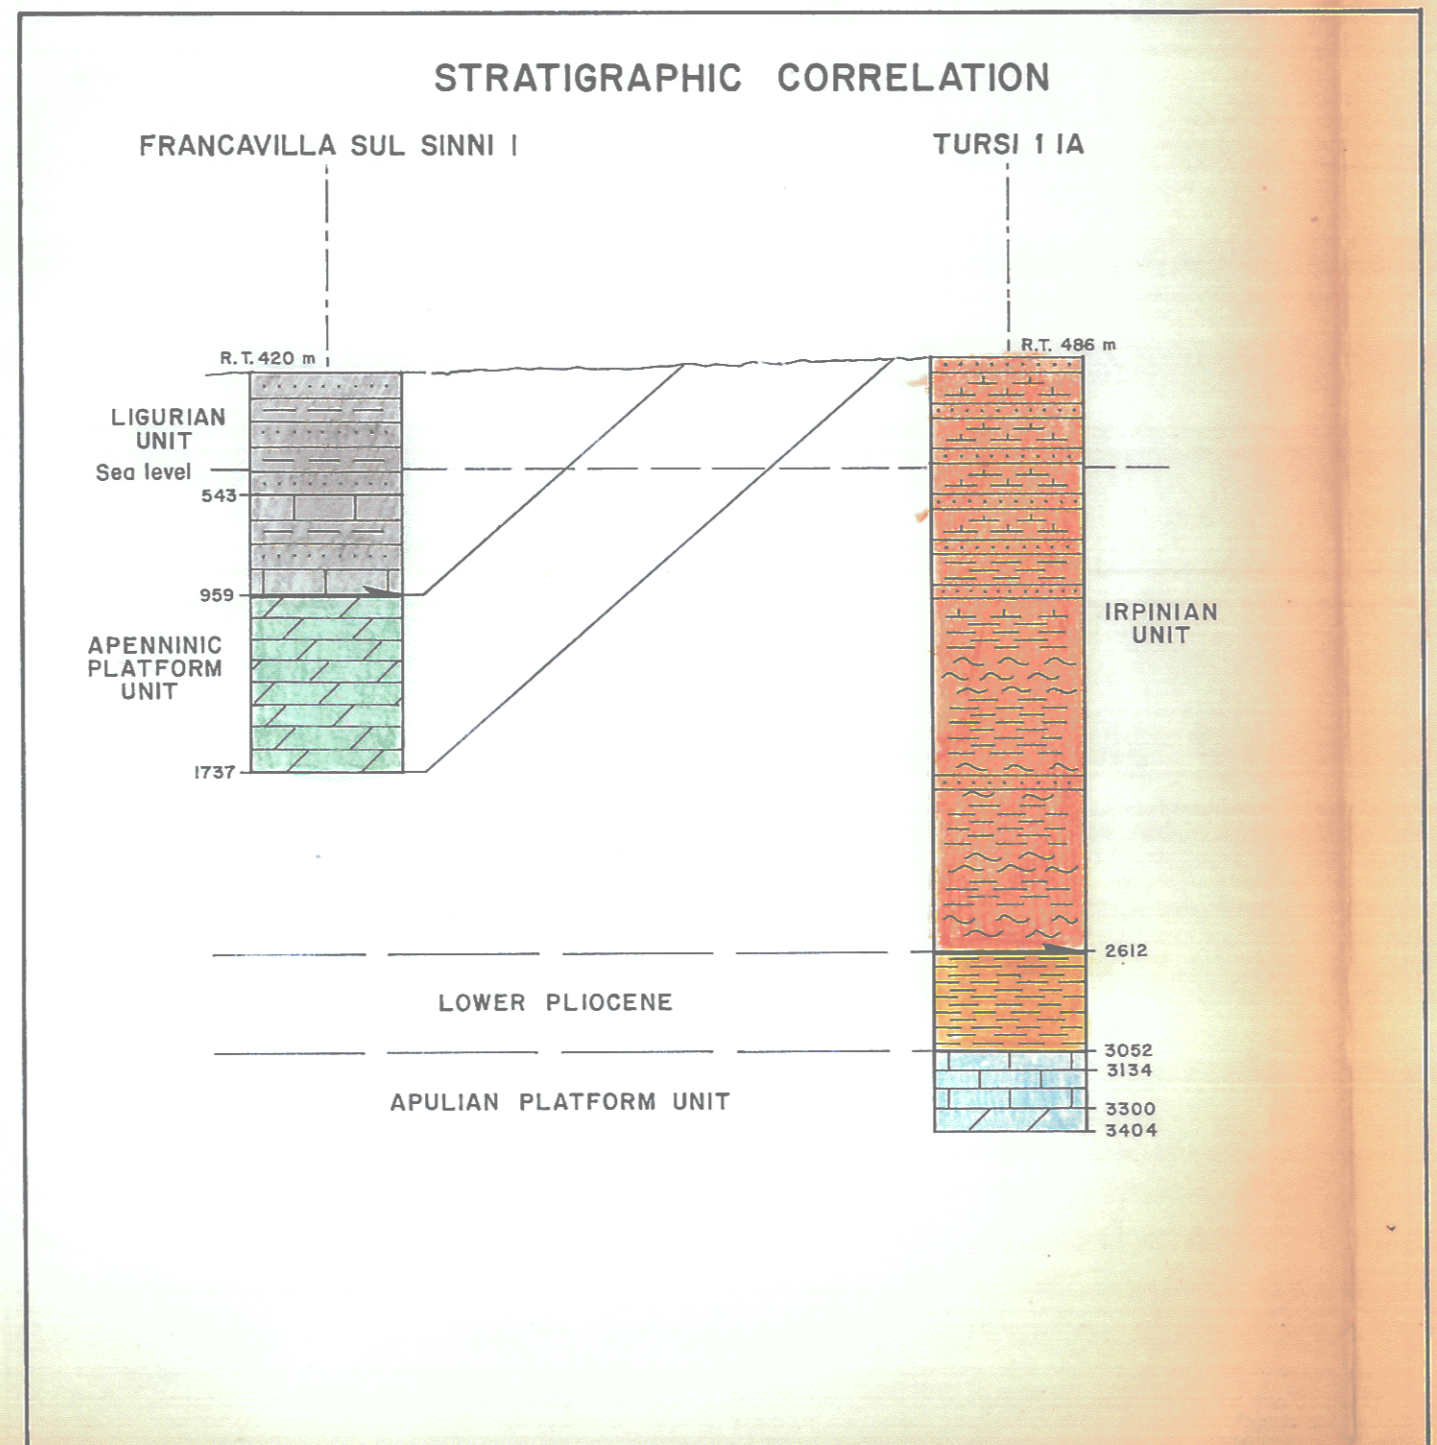 STRATIGRAPHIC CORRELATION
FRANCAVILLA SUL SINNI 1
TURSI 1 1A
R.T. 420 m
R.T. 486 m
LIGURIAN
UNIT
Sea level
543
959
APENNINIC
PLATFORM
UNIT
1737
IRPINIAN
UNIT
2612
LOWER PLIOCENE
3052
3134
APULIAN PLATFORM UNIT
3300
3404